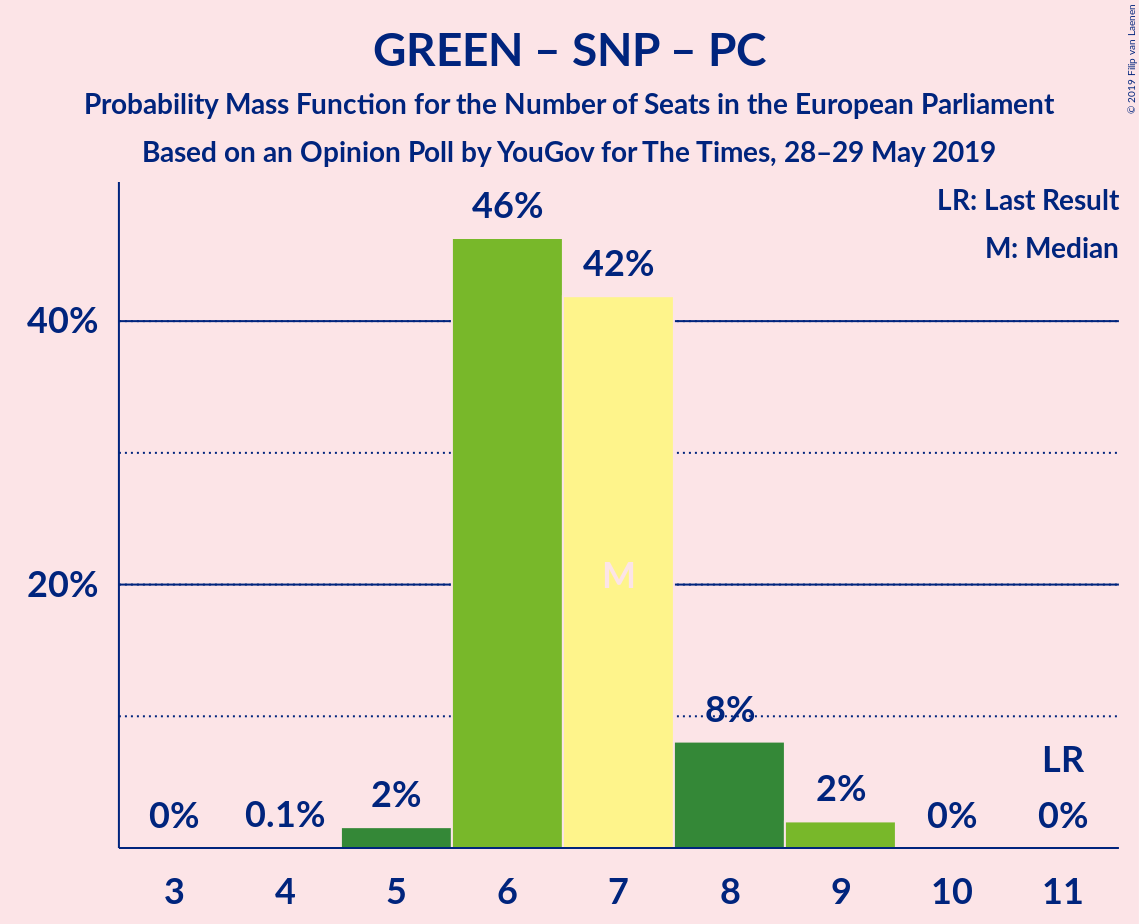 GREEN – SNP – PC
Probability Mass Function for the Number of Seats in the European Parliament
Based on an Opinion Poll by YouGov for The Times, 28–29 May 2019
© 2019 Filip van Laenen
LR: Last Result
M: Median
40%
20%
0%
0.1%
2%
46%
42%
M
8%
2%
0%
LR
0%
3 4 5 6 7 8 9 10 11